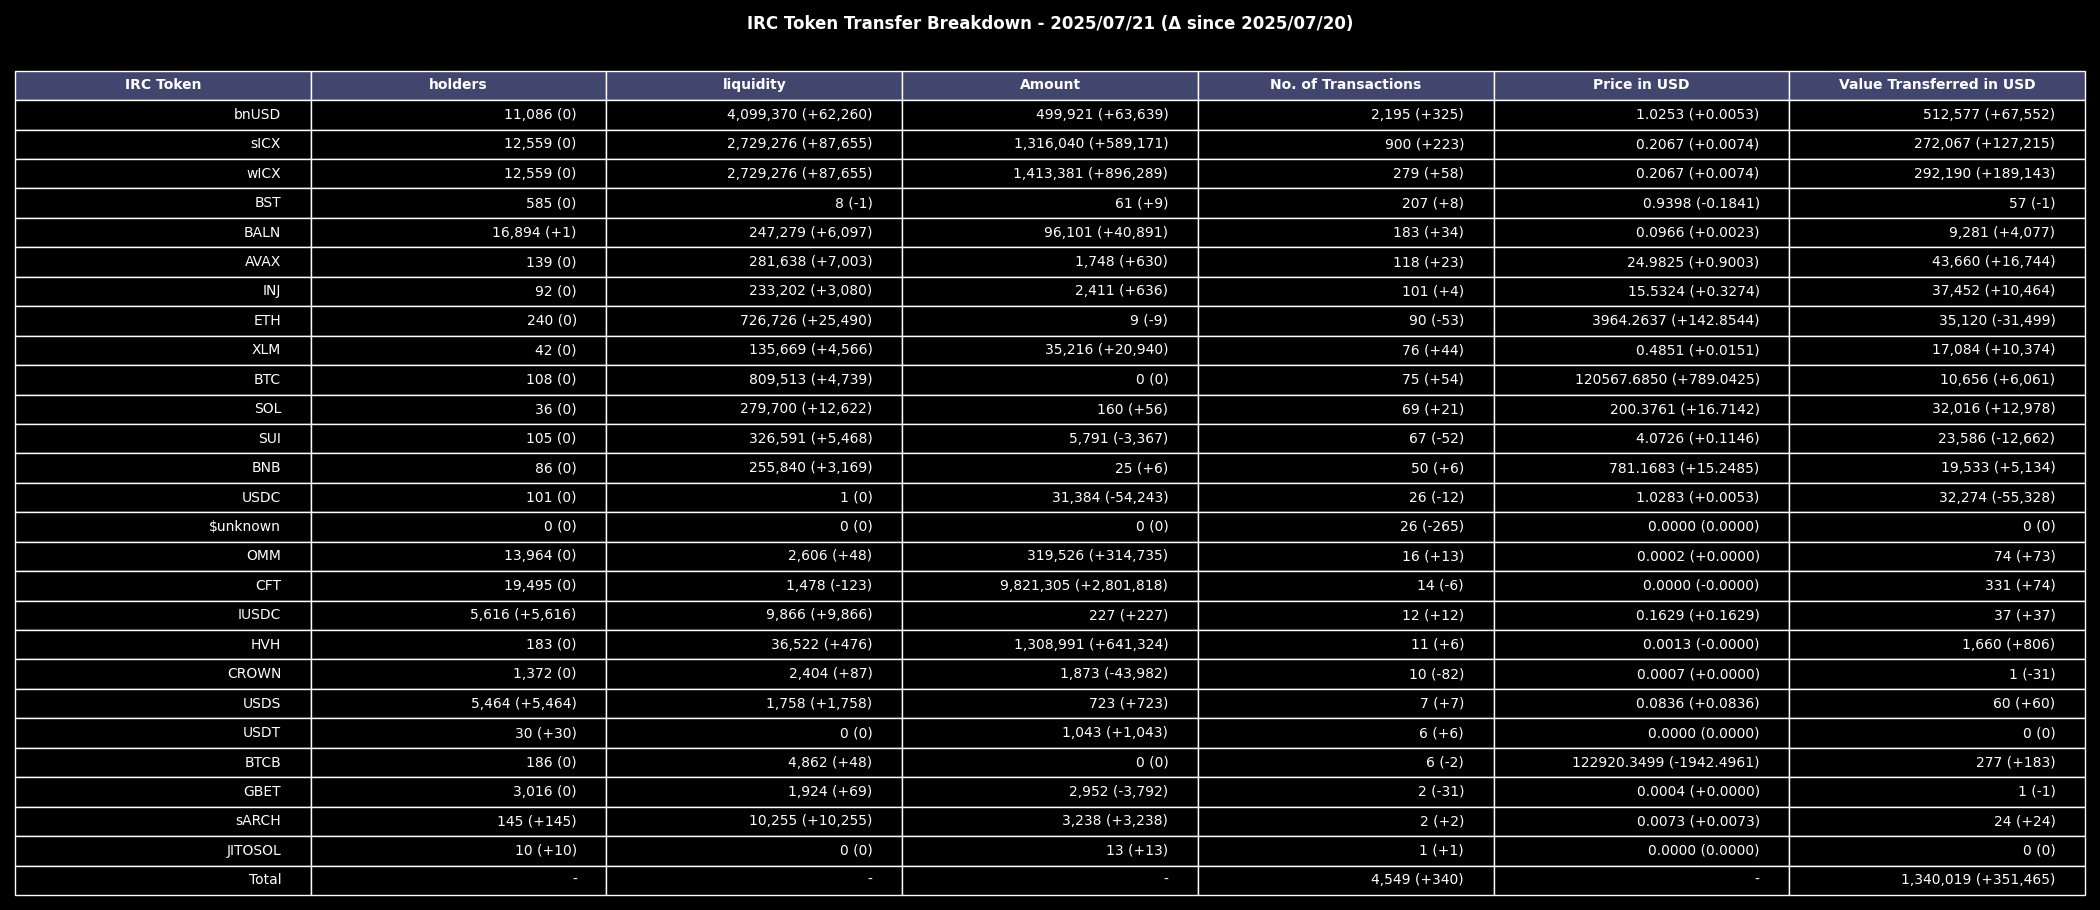 IRC Token Transfer Breakdown - 2025/07/21 (Δ since 2025/07/20)
IRC Token holders liquidity Amount No. of Transactions Price in USD Value Transferred in USD
bnUSD 11,086 (0) 4,099,370 (+62,260) 499,921 (+63,639) 2,195 (+325) 1.0253 (+0.0053) 512,577 (+67,552)
sICX 12,559 (0) 2,729,276 (+87,655) 1,316,040 (+589,171) 900 (+223) 0.2067 (+0.0074) 272,067 (+127,215)
wICX 12,559 (0) 2,729,276 (+87,655) 1,413,381 (+896,289) 279 (+58) 0.2067 (+0.0074) 292,190 (+189,143)
BST 585 (0) 8 (-1) 61 (+9) 207 (+8) 0.9398 (-0.1841) 57 (-1)
BALN 16,894 (+1) 247,279 (+6,097) 96,101 (+40,891) 183 (+34) 0.0966 (+0.0023) 9,281 (+4,077)
AVAX 139 (0) 281,638 (+7,003) 1,748 (+630) 118 (+23) 24.9825 (+0.9003) 43,660 (+16,744)
INJ 92 (0) 233,202 (+3,080) 2,411 (+636) 101 (+4) 15.5324 (+0.3274) 37,452 (+10,464)
ETH 240 (0) 726,726 (+25,490) 9 (-9) 90 (-53) 3964.2637 (+142.8544) 35,120 (-31,499)
XLM 42 (0) 135,669 (+4,566) 35,216 (+20,940) 76 (+44) 0.4851 (+0.0151) 17,084 (+10,374)
BTC 108 (0) 809,513 (+4,739) 0 (0) 75 (+54) 120567.6850 (+789.0425) 10,656 (+6,061)
SOL 36 (0) 279,700 (+12,622) 160 (+56) 69 (+21) 200.3761 (+16.7142) 32,016 (+12,978)
SUI 105 (0) 326,591 (+5,468) 5,791 (-3,367) 67 (-52) 4.0726 (+0.1146) 23,586 (-12,662)
BNB 86 (0) 255,840 (+3,169) 25 (+6) 50 (+6) 781.1683 (+15.2485) 19,533 (+5,134)
USDC 101 (0) 1 (0) 31,384 (-54,243) 26 (-12) 1.0283 (+0.0053) 32,274 (-55,328)
$unknown 0 (0) 0 (0) 0 (0) 26 (-265) 0.0000 (0.0000) 0 (0)
OMM 13,964 (0) 2,606 (+48) 319,526 (+314,735) 16 (+13) 0.0002 (+0.0000) 74 (+73)
CFT 19,495 (0) 1,478 (-123) 9,821,305 (+2,801,818) 14 (-6) 0.0000 (-0.0000) 331 (+74)
IUSDC 5,616 (+5,616) 9,866 (+9,866) 227 (+227) 12 (+12) 0.1629 (+0.1629) 37 (+37)
HVH 183 (0) 36,522 (+476) 1,308,991 (+641,324) 11 (+6) 0.0013 (-0.0000) 1,660 (+806)
CROWN 1,372 (0) 2,404 (+87) 1,873 (-43,982) 10 (-82) 0.0007 (+0.0000) 1 (-31)
USDS 5,464 (+5,464) 1,758 (+1,758) 723 (+723) 7 (+7) 0.0836 (+0.0836) 60 (+60)
USDT 30 (+30) 0 (0) 1,043 (+1,043) 6 (+6) 0.0000 (0.0000) 0 (0)
BTCB 186 (0) 4,862 (+48) 0 (0) 6 (-2) 122920.3499 (-1942.4961) 277 (+183)
GBET 3,016 (0) 1,924 (+69) 2,952 (-3,792) 2 (-31) 0.0004 (+0.0000) 1 (-1)
sARCH 145 (+145) 10,255 (+10,255) 3,238 (+3,238) 2 (+2) 0.0073 (+0.0073) 24 (+24)
JITOSOL 10 (+10) 0 (0) 13 (+13) 1 (+1) 0.0000 (0.0000) 0 (0)
Total - - - 4,549 (+340) - 1,340,019 (+351,465)